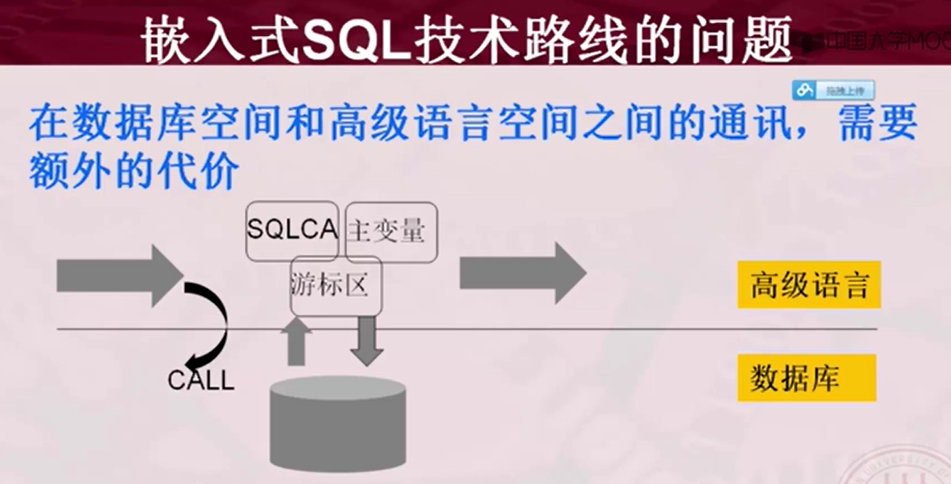 嵌入式SQL技术路线的问题
中国大学MOO
拖拽上传
在数据库空间和高级语言空间之间的通讯，需要
额外的代价
SQLCA 主变量
游标区
高级语言
CALL
数据库